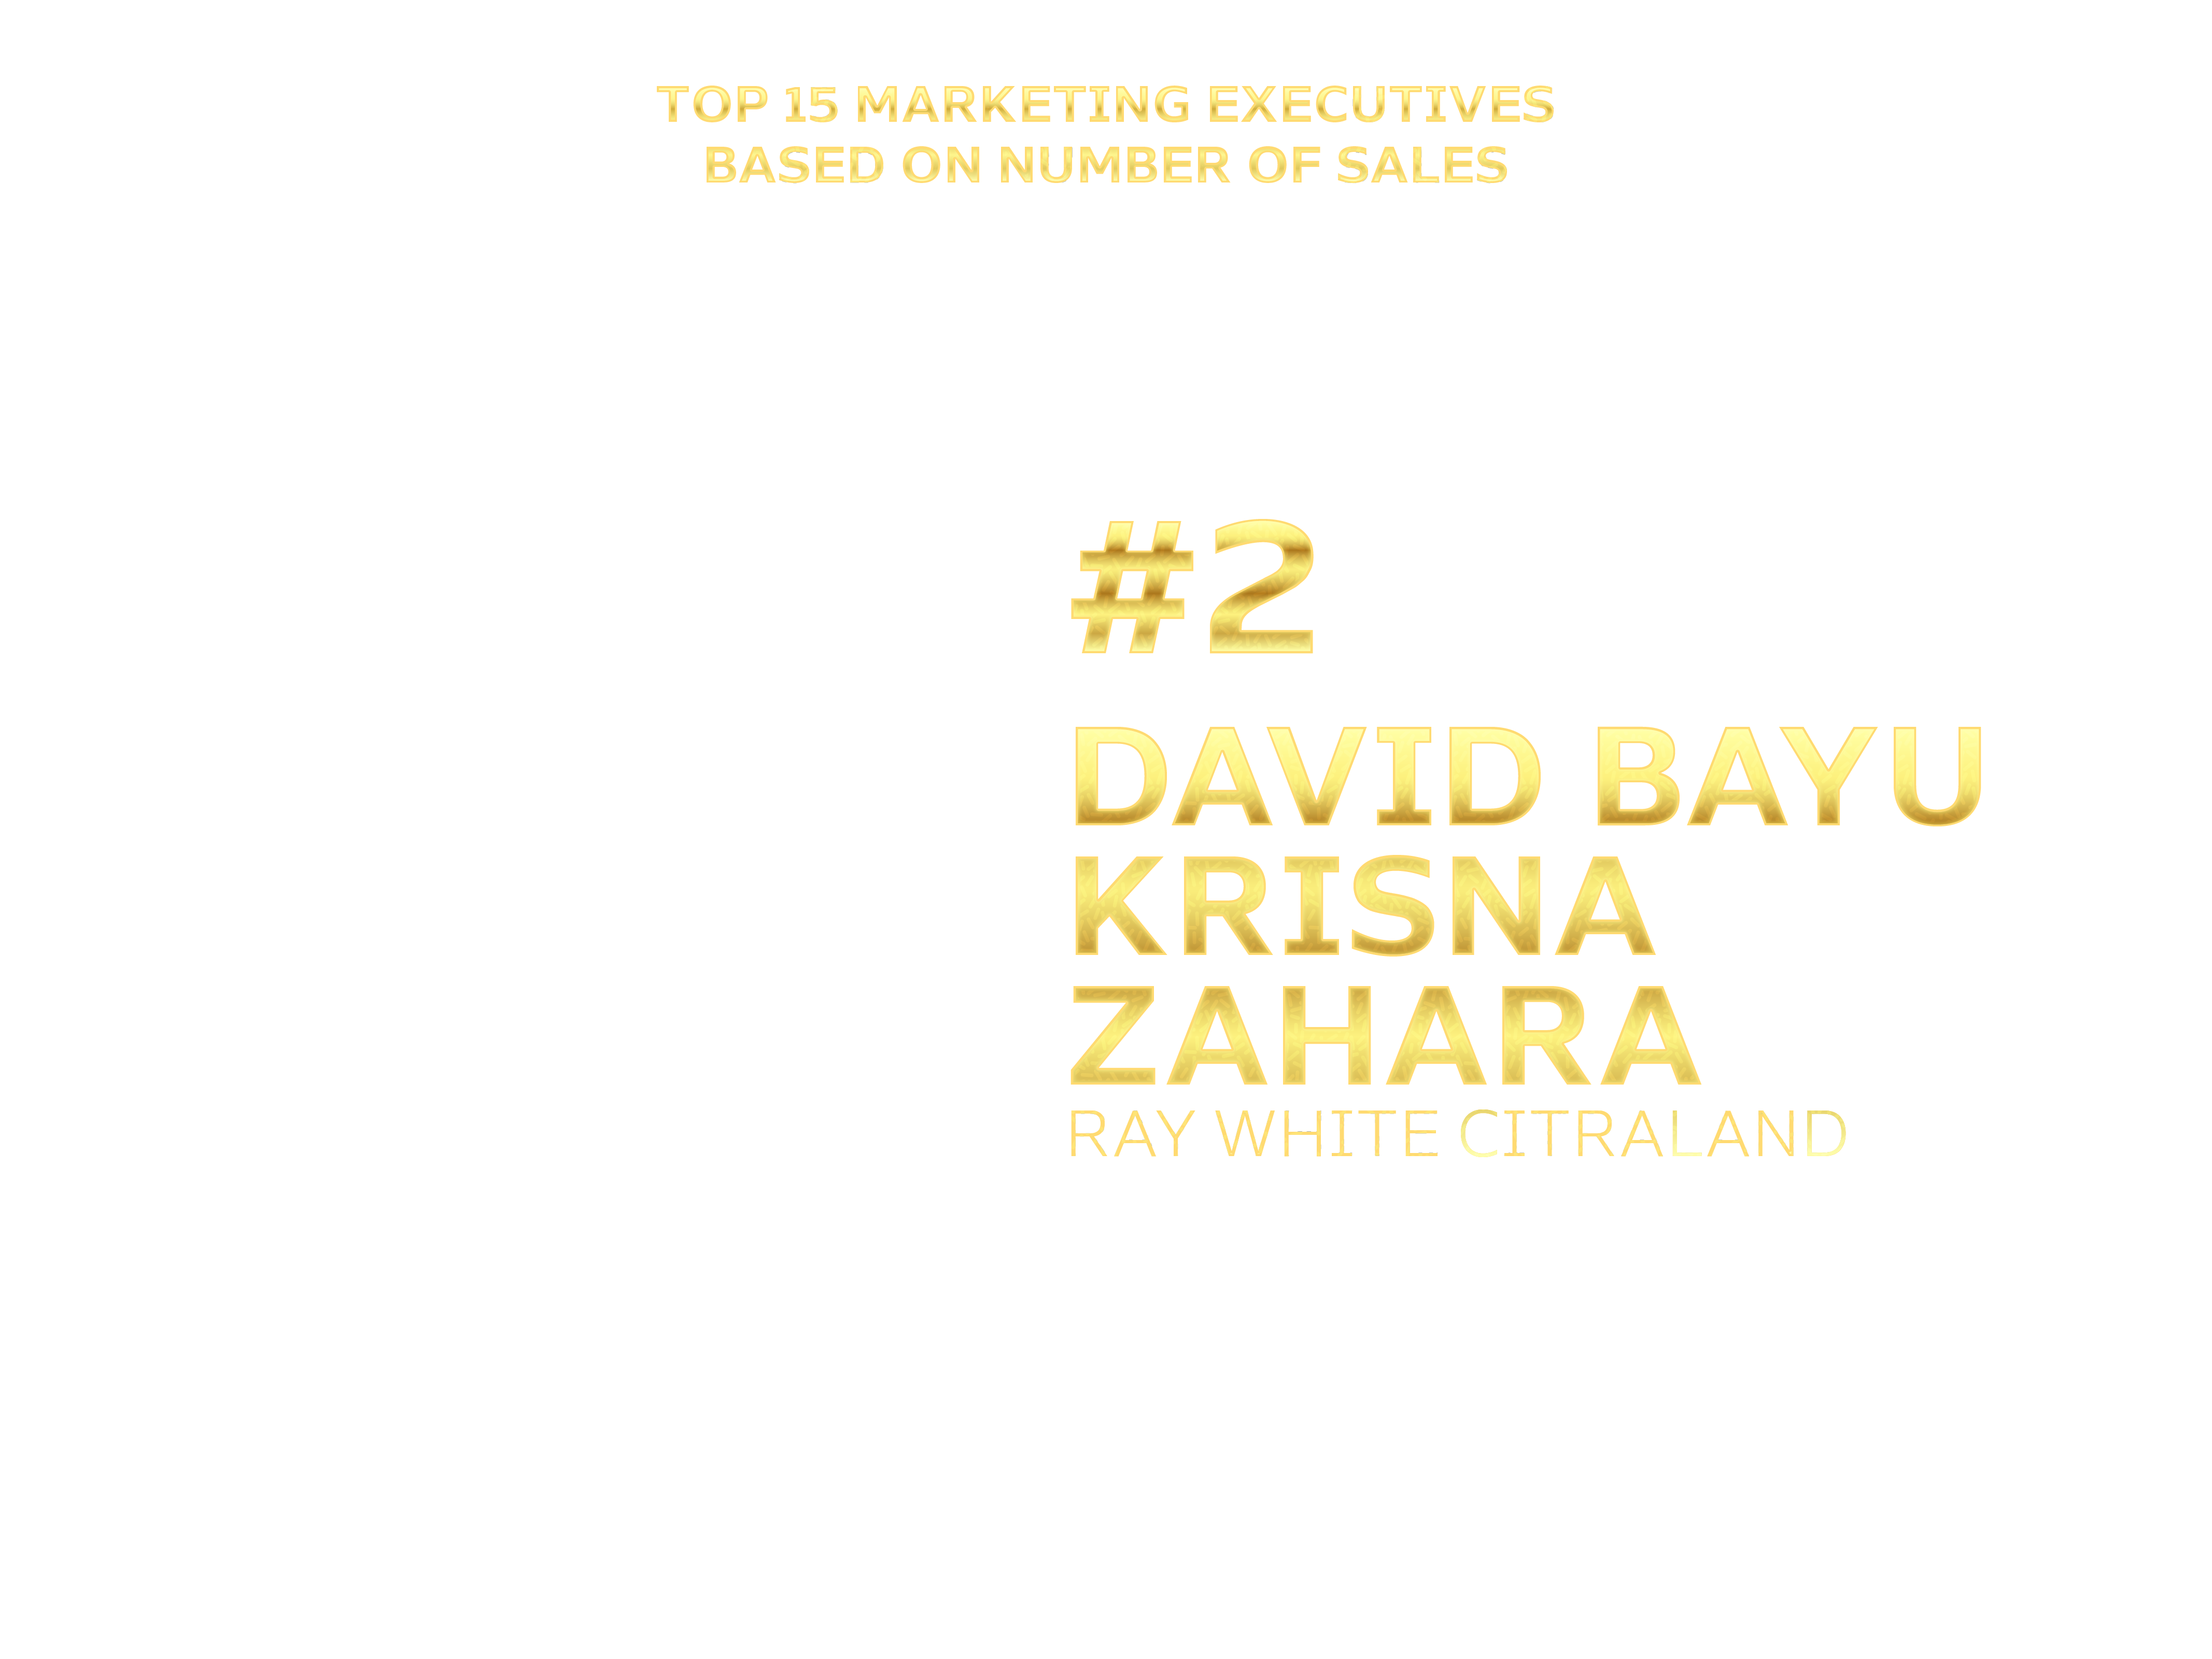 TOP 15 MARKETING EXECUTIVES
BASED ON NUMBER OF SALES
#2
DAVID BAYU
KRISNA
ZAHARA
RAY WHITE CITRALAND